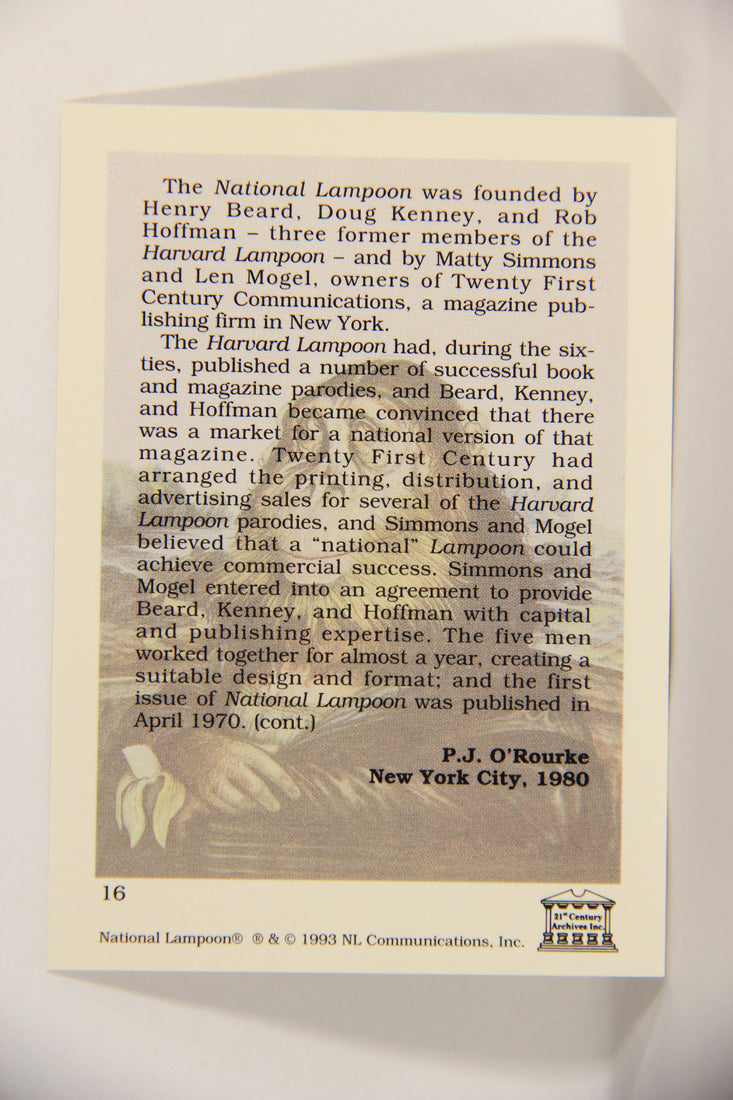 The National Lampoon was founded by
Henry Beard, Doug Kenney, and Rob
Hoffman – three former members of the
Harvard Lampoon – and by Matty Simmons
and Len Mogel, owners of Twenty First
Century Communications, a magazine pub-
lishing firm in New York.
The Harvard Lampoon had, during the six-
ties, published a number of successful book
and magazine parodies, and Beard, Kenney,
and Hoffman became convinced that there
was a market for a national version of that
magazine. Twenty First Century had
arranged the printing, distribution, and
advertising sales for several of the Harvard
Lampoon parodies, and Simmons and Mogel
believed that a “national” Lampoon could
achieve commercial success. Simmons and
Mogel entered into an agreement to provide
Beard, Kenney, and Hoffman with capital
and publishing expertise. The five men
worked together for almost a year, creating a
suitable design and format; and the first
issue of National Lampoon was published in
April 1970. (cont.)
P.J. O'Rourke
New York City, 1980
16
21st Century
Archives Inc.
National Lampoon® ® & © 1993 NL Communications, Inc.